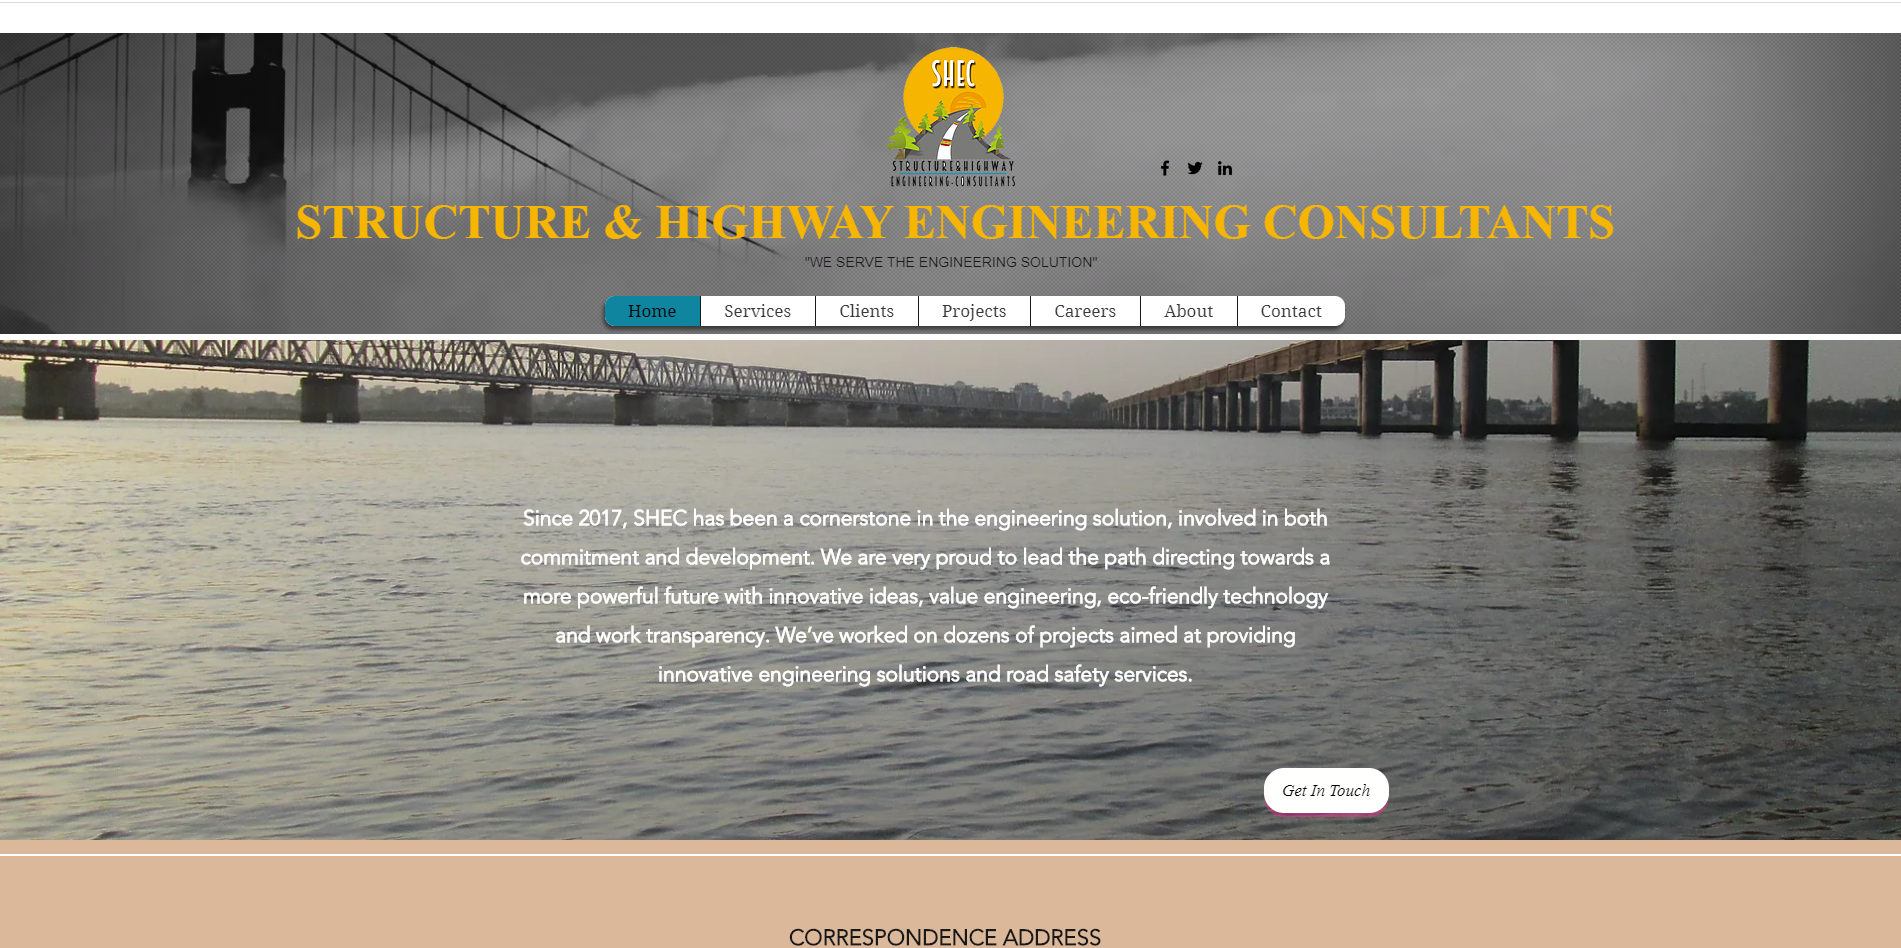 SHEC
STRUCTURE&HIGHWAY
ENGINEERING-CONSULTANTS
STRUCTURE & HIGHWAY ENGINEERING CONSULTANTS
"WE SERVE THE ENGINEERING SOLUTION"
Home Services Clients Projects Careers About Contact
Since 2017, SHEC has been a cornerstone in the engineering solution, involved in both
commitment and development. We are very proud to lead the path directing towards a
more powerful future with innovative ideas, value engineering, eco-friendly technology
and work transparency. We’ve worked on dozens of projects aimed at providing
innovative engineering solutions and road safety services.
Get In Touch
CORRESPONDENCE ADDRESS